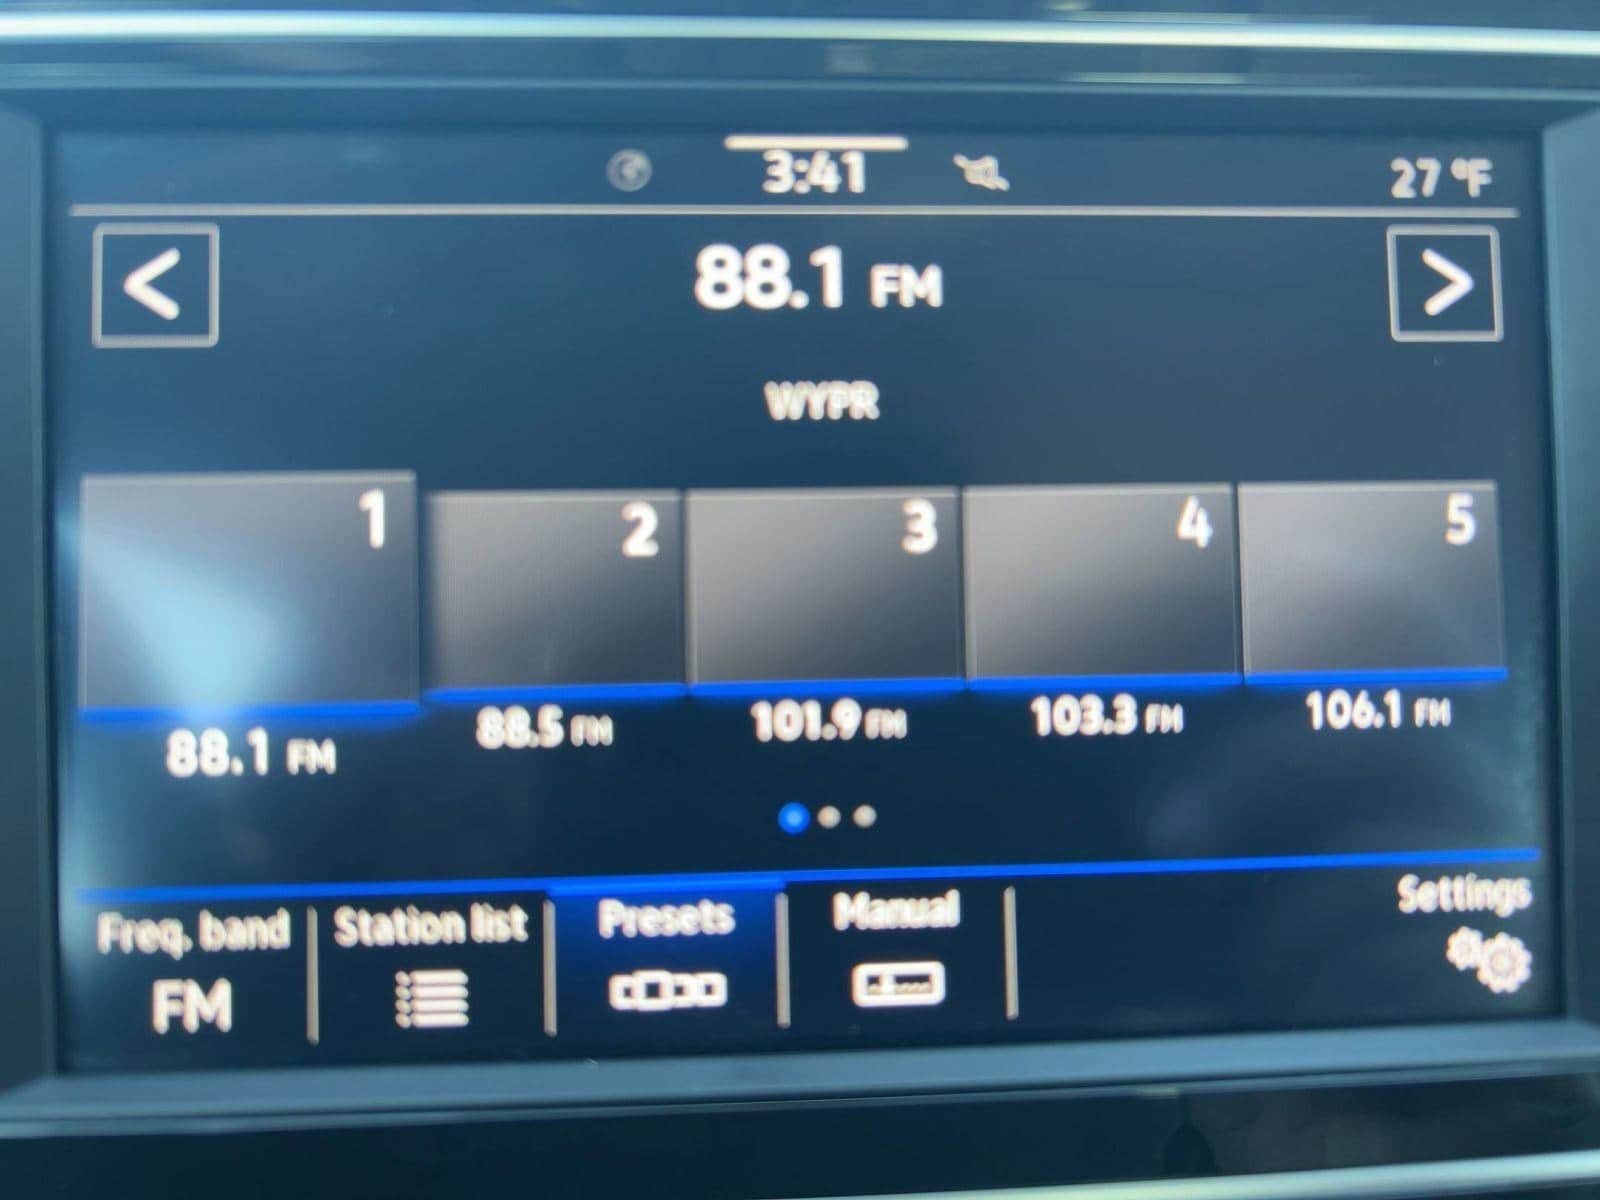 3:41
27 °F
88.1 FM
WYPR
1
2
3
4
5
88.1 FM
88.5 FM
101.9 FM
103.3 FM
106.1 FM
Freq. band
Station list
Presets
Manual
Settings
FM